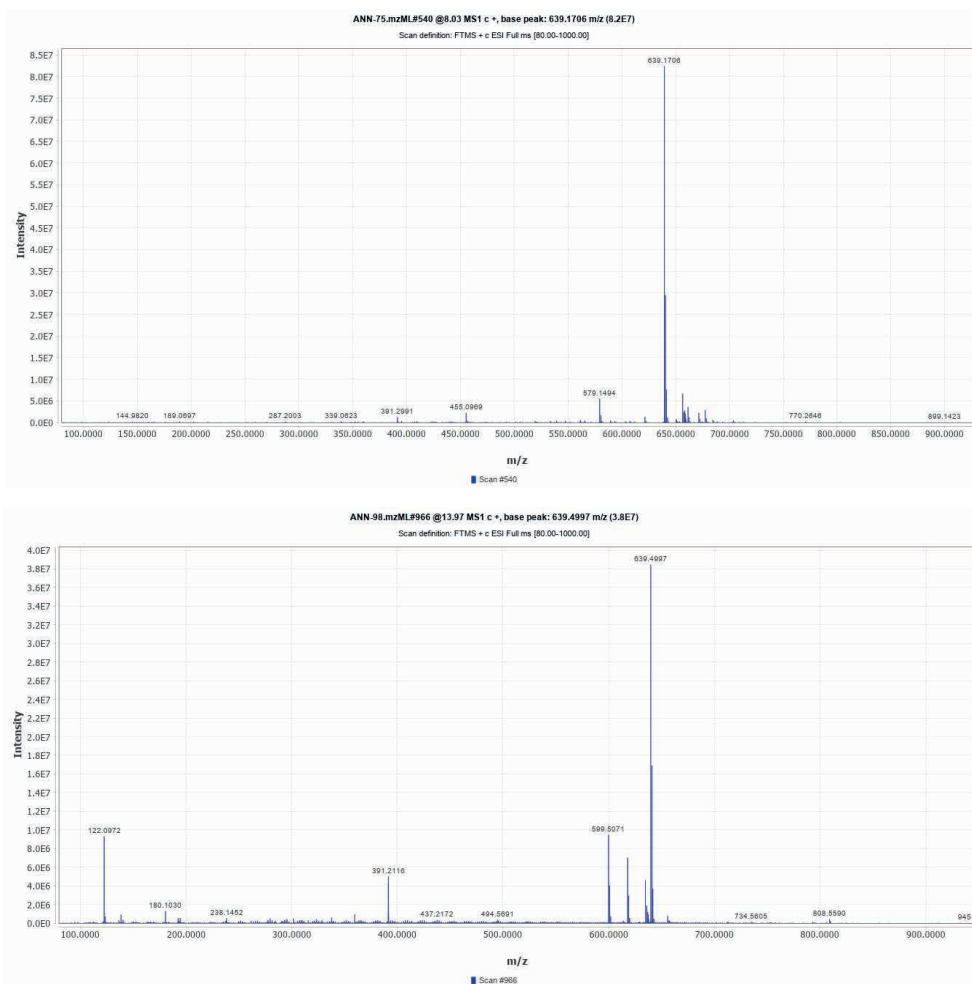 ANN-75.mzML#540 @8.03 MS1 c +, base peak: 639.1706 m/z (8.2E7)
Scan definition: FTMS + c ESI Full ms [80.00-1000.00]
8.5E7
8.0E7
7.5E7
7.0E7
6.5E7
6.0E7
5.5E7
5.0E7
4.5E7
4.0E7
3.5E7
3.0E7
2.5E7
2.0E7
1.5E7
1.0E7
5.0E6
0.0E0
Intensity
639.1706
579.1494
144.9820 189.0697 287.2003 339.0623 391.2991 455.0969 770.2646 899.1423
100.0000 150.0000 200.0000 250.0000 300.0000 350.0000 400.0000 450.0000 500.0000 550.0000 600.0000 650.0000 700.0000 750.0000 800.0000 850.0000 900.0000
m/z
Scan #540
ANN-98.mzML#966 @13.97 MS1 c +, base peak: 639.4997 m/z (3.8E7)
Scan definition: FTMS + c ESI Full ms [80.00-1000.00]
4.0E7
3.8E7
3.6E7
3.4E7
3.2E7
3.0E7
2.8E7
2.6E7
2.4E7
2.2E7
2.0E7
1.8E7
1.6E7
1.4E7
1.2E7
1.0E7
8.0E6
6.0E6
4.0E6
2.0E6
0.0E0
Intensity
639.4997
122.0972 599.5071
391.2116
180.1030 238.1452 437.2172 494.5691 734.5605 808.5590 945
100.0000 200.0000 300.0000 400.0000 500.0000 600.0000 700.0000 800.0000 900.0000
m/z
Scan #966